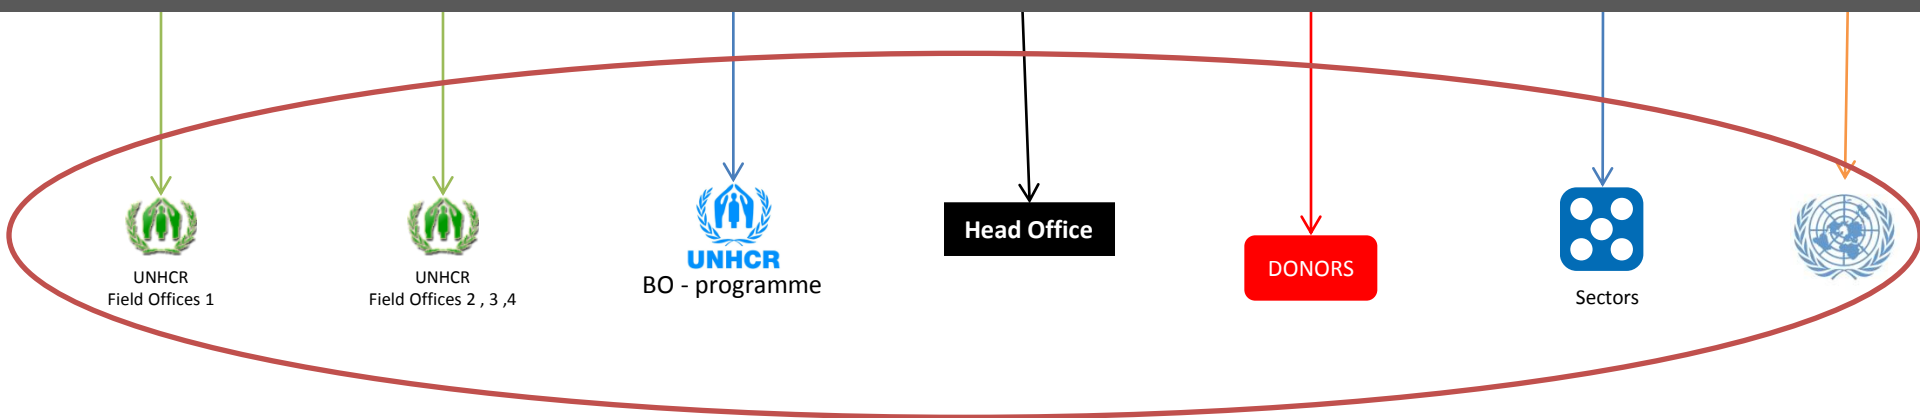 UNHCR
Field Offices 1
UNHCR
Field Offices 2 , 3 ,4
UNHCR
BO - programme
Head Office
DONORS
Sectors